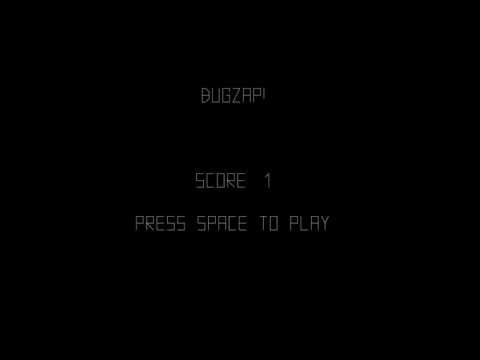 BUGZAP!
SCORE 1
PRESS SPACE TO PLAY